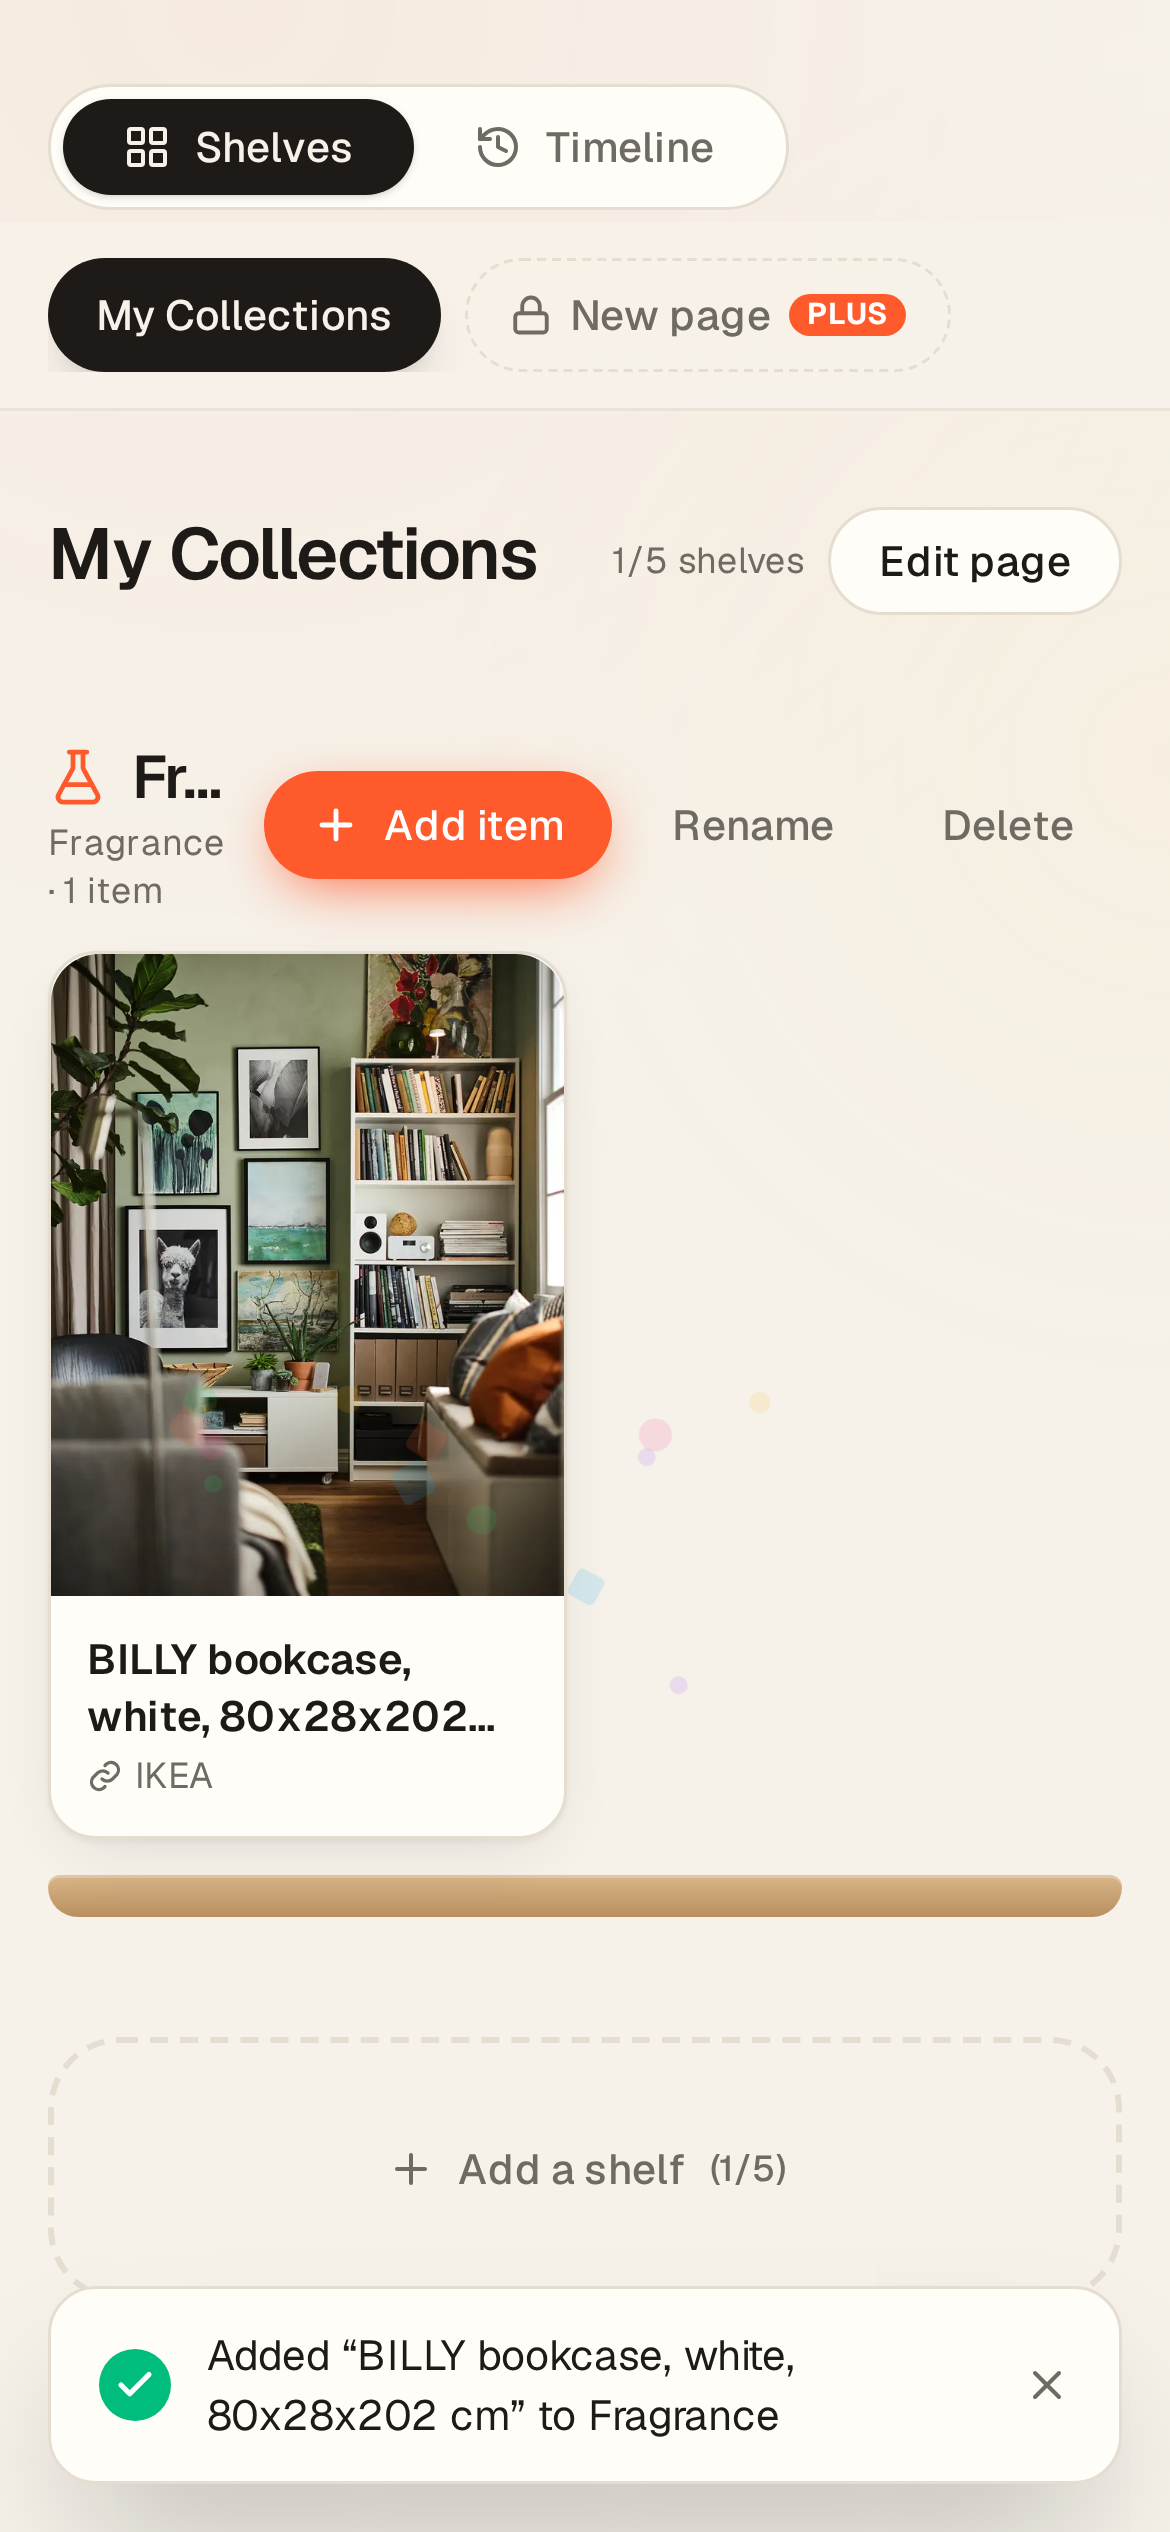 Shelves
Timeline
My Collections
New page PLUS
My Collections
1/5 shelves
Edit page
Fr...
Fragrance
· 1 item
Add item
Rename
Delete
BILLY bookcase,
white, 80x28x202...
IKEA
Add a shelf (1/5)
Added “BILLY bookcase, white,
80x28x202 cm” to Fragrance